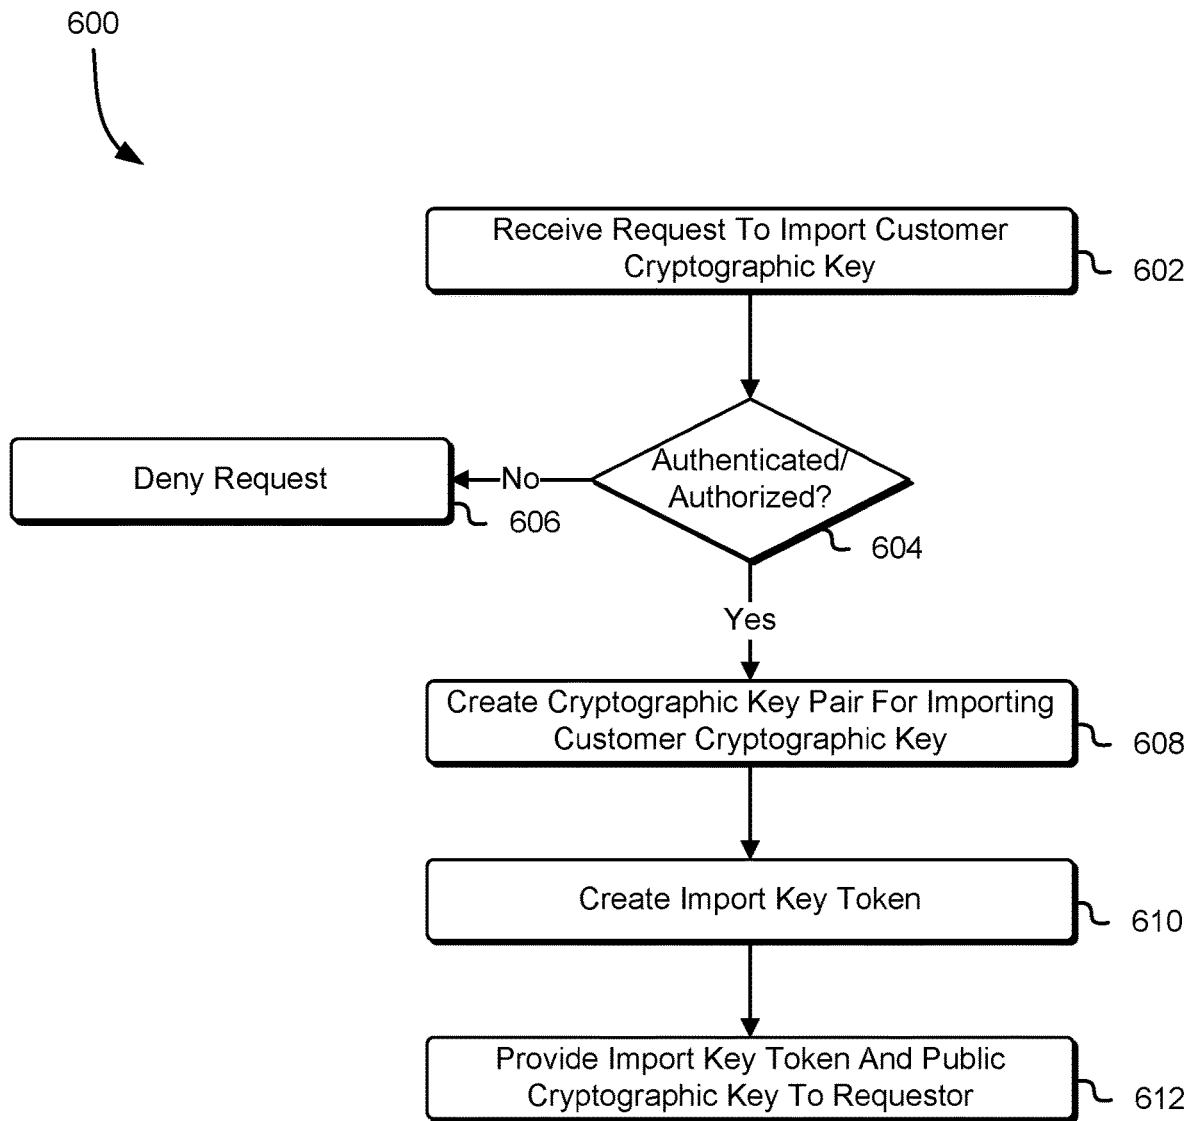 600
Receive Request To Import Customer
Cryptographic Key
602
Authenticated/
Authorized?
604
No
Deny Request
606
Yes
Create Cryptographic Key Pair For Importing
Customer Cryptographic Key
608
Create Import Key Token
610
Provide Import Key Token And Public
Cryptographic Key To Requestor
612